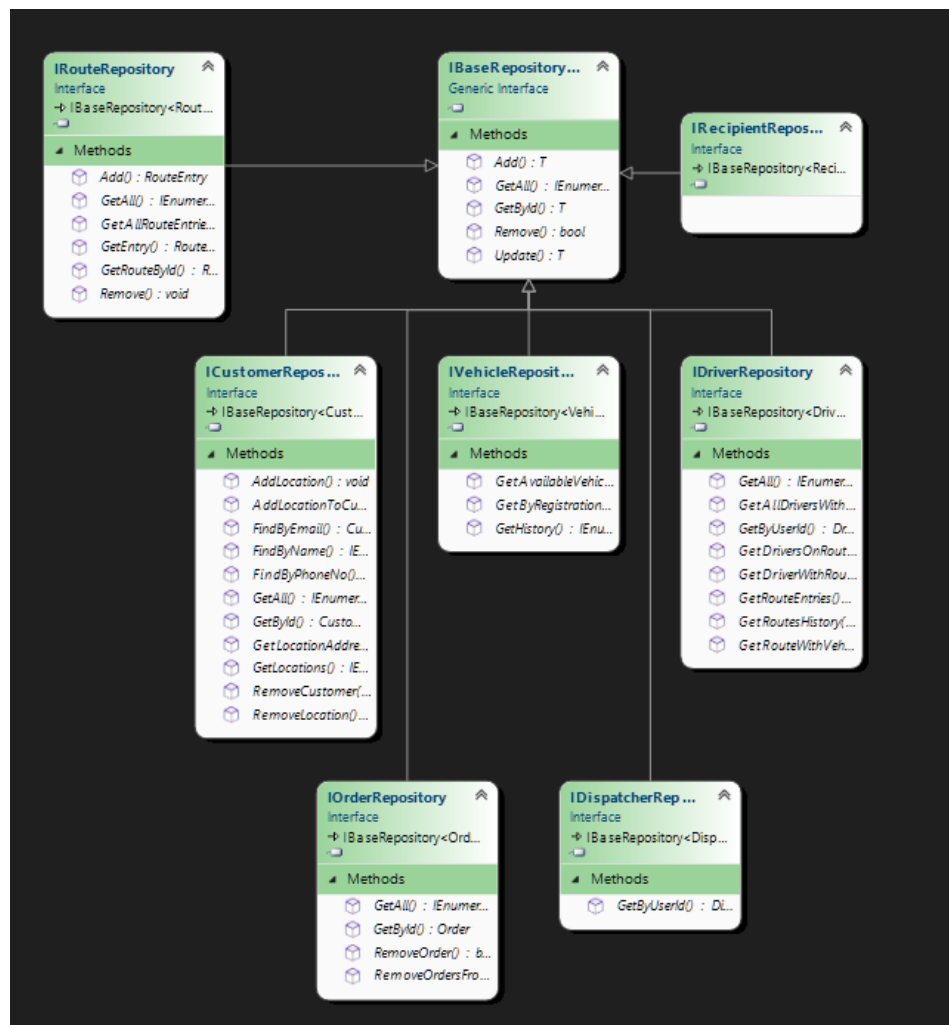 IRouteRepository
Interface
IBaseRepository<Rout...
Methods
Add() : RouteEntry
GetAll() : IEnumer...
GetAllRouteEntrie...
GetEntry() : Route...
GetRouteById() : R...
Remove() : void
IBaseRepository...
Generic Interface
Methods
Add() : T
GetAll() : IEnumer...
GetById() : T
Remove() : bool
Update() : T
IRecipientRepos...
Interface
IBaseRepository<Reci...
ICustomerRepos...
Interface
IBaseRepository<Cust...
Methods
AddLocation() : void
AddLocationToCu...
FindByEmail() : Cu...
FindByName() : IE...
FindByPhoneNo()...
GetAll() : IEnumer...
GetById() : Custo...
GetLocationAddre...
GetLocations() : IE...
RemoveCustomer(...
RemoveLocation()...
IVehicleReposit...
Interface
IBaseRepository<Vehi...
Methods
GetAvailableVehic...
GetByRegistration...
GetHistory() : IEnu...
IDriverRepository
Interface
IBaseRepository<Driv...
Methods
GetAll() : IEnumer...
GetAllDriversWith...
GetByUserId() : Dr...
GetDriversOnRout...
GetDriverWithRou...
GetRouteEntries()...
GetRoutesHistory(...
GetRouteWithVeh...
IOrderRepository
Interface
IBaseRepository<Ord...
Methods
GetAll() : IEnumer...
GetById() : Order
RemoveOrder() : b...
RemoveOrdersFro...
IDispatcherRep...
Interface
IBaseRepository<Disp...
Methods
GetByUserId() : Di...